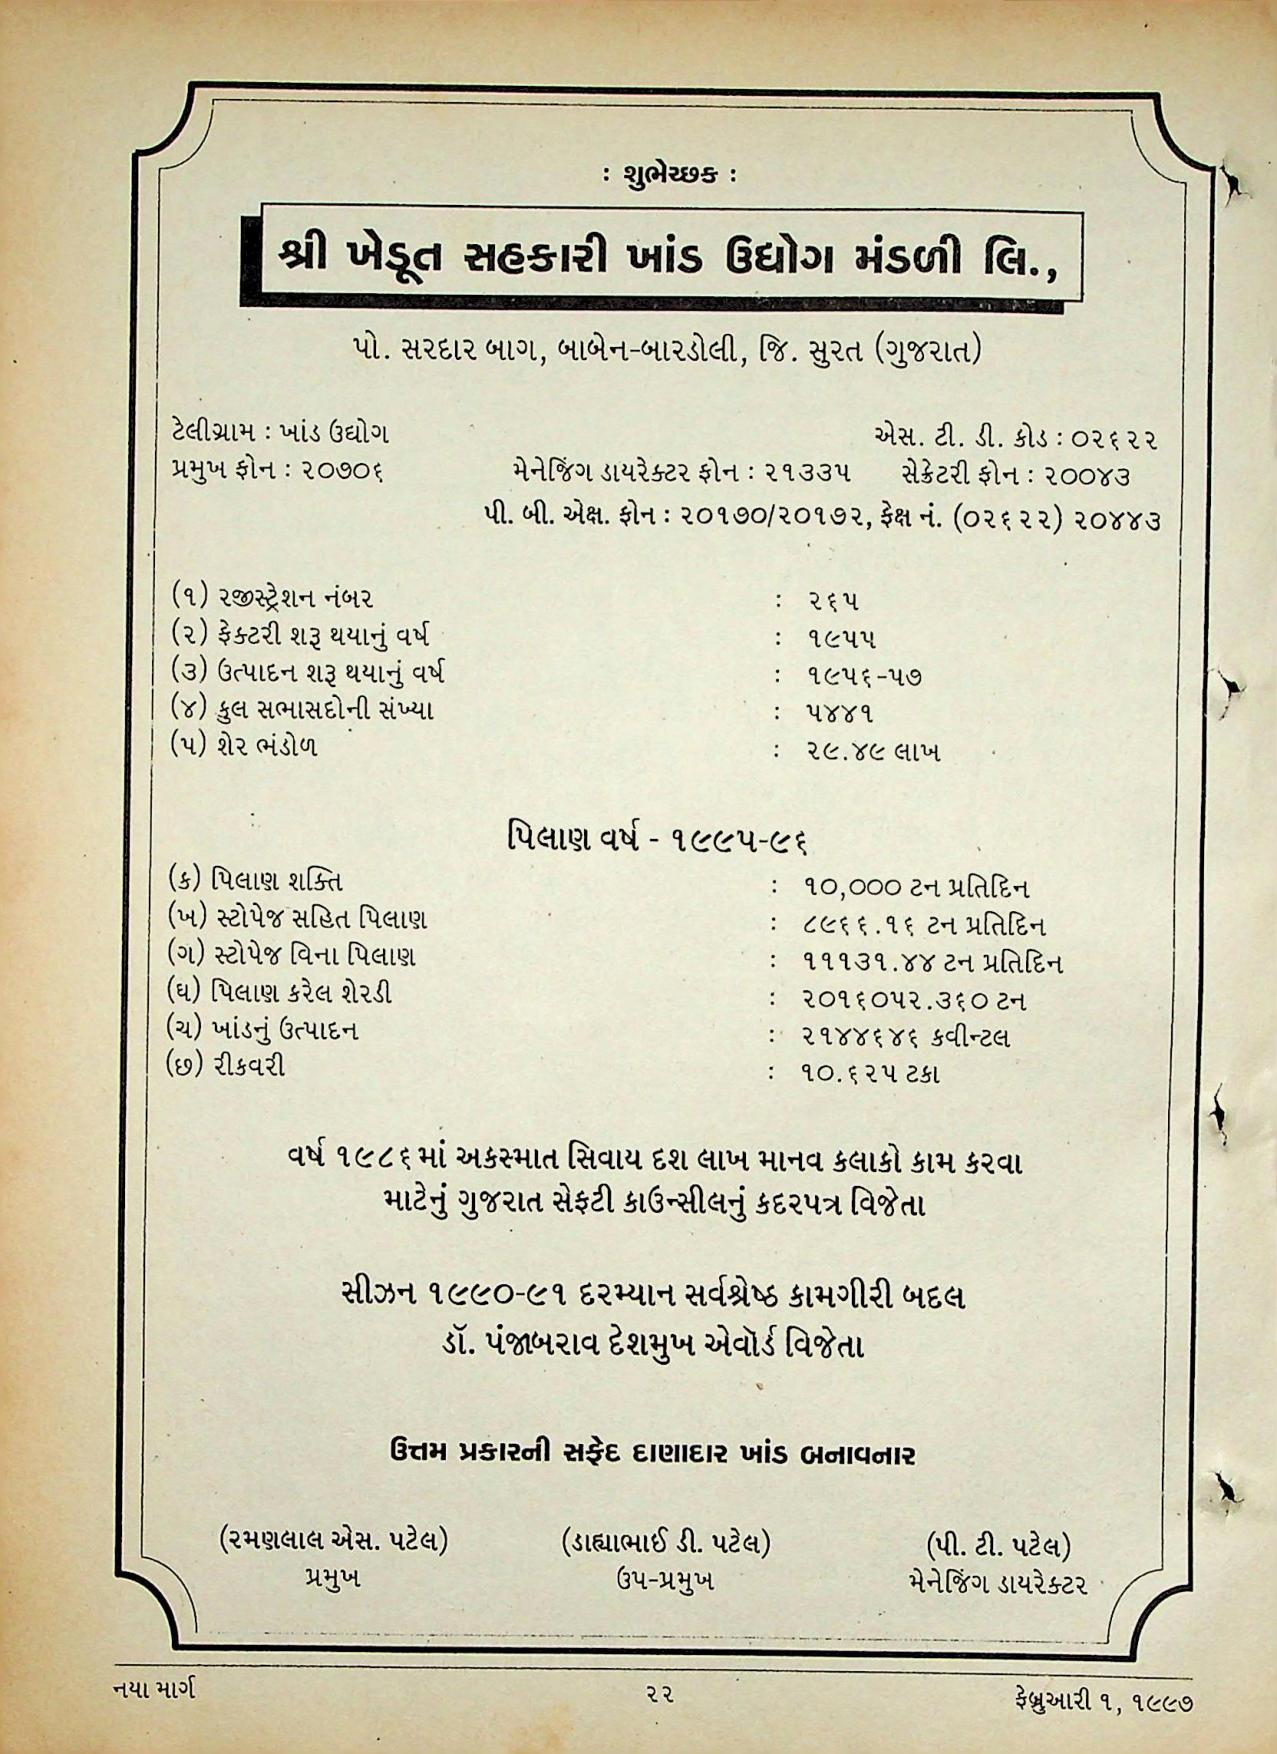 : શુભેચ્છક :
શ્રી ખેડૂત સહકારી ખાંડ ઉદ્યોગ મંડળી લિ.,
પો. સરદાર બાગ, બાબેન-બારડોલી, જિ. સુરત (ગુજરાત)
ટેલીગ્રામ : ખાંડ ઉદ્યોગ એસ. ટી. ડી. કોડ : ૦૨૬૨૨
પ્રમુખ ફોન : ૨૦૭૦૬ મેનેજિંગ ડાયરેક્ટર ફોન : ૨૧૩૩૫ સેક્રેટરી ફોન : ૨૦૦૪૩
પી. બી. એક્ષ. ફોન : ૨૦૧૭૦/૨૦૧૭૨, ફેક્ષ નં. (૦૨૬૨૨) ૨૦૪૪૩
(૧) રજીસ્ટ્રેશન નંબર : ૨૬૫
(૨) ફેક્ટરી શરૂ થયાનું વર્ષ : ૧૯૫૫
(૩) ઉત્પાદન શરૂ થયાનું વર્ષ : ૧૯૫૬-૫૭
(૪) કુલ સભાસદોની સંખ્યા : ૫૪૪૧
(૫) શેર ભંડોળ : ૨૯.૪૯ લાખ
પિલાણ વર્ષ - ૧૯૯૫-૯૬
(ક) પિલાણ શક્તિ : ૧૦,૦૦૦ ટન પ્રતિદિન
(ખ) સ્ટોપેજ સહિત પિલાણ : ૮૯૬૬.૧૬ ટન પ્રતિદિન
(ગ) સ્ટોપેજ વિના પિલાણ : ૧૧૧૩૧.૪૪ ટન પ્રતિદિન
(ઘ) પિલાણ કરેલ શેરડી : ૨૦૧૬૦૫૨.૩૬૦ ટન
(ચ) ખાંડનું ઉત્પાદન : ૨૧૪૪૬૪૬ કવીન્ટલ
(છ) રીકવરી : ૧૦.૬૨૫ ટકા
વર્ષ ૧૯૮૬માં અકસ્માત સિવાય દશ લાખ માનવ કલાકો કામ કરવા
માટેનું ગુજરાત સેફટી કાઉન્સીલનું કદરપત્ર વિજેતા
સીઝન ૧૯૯૦-૯૧ દરમ્યાન સર્વશ્રેષ્ઠ કામગીરી બદલ
ડૉ. પંજાબરાવ દેશમુખ એવૉર્ડ વિજેતા
ઉત્તમ પ્રકારની સફેદ દાણાદાર ખાંડ બનાવનાર
(રમણલાલ એસ. પટેલ) (ડાહ્યાભાઈ ડી. પટેલ) (પી. ટી. પટેલ)
પ્રમુખ ઉપ-પ્રમુખ મેનેજિંગ ડાયરેક્ટર
નયા માર્ગ ૨૨ ફેબ્રુઆરી ૧, ૧૯૯૭